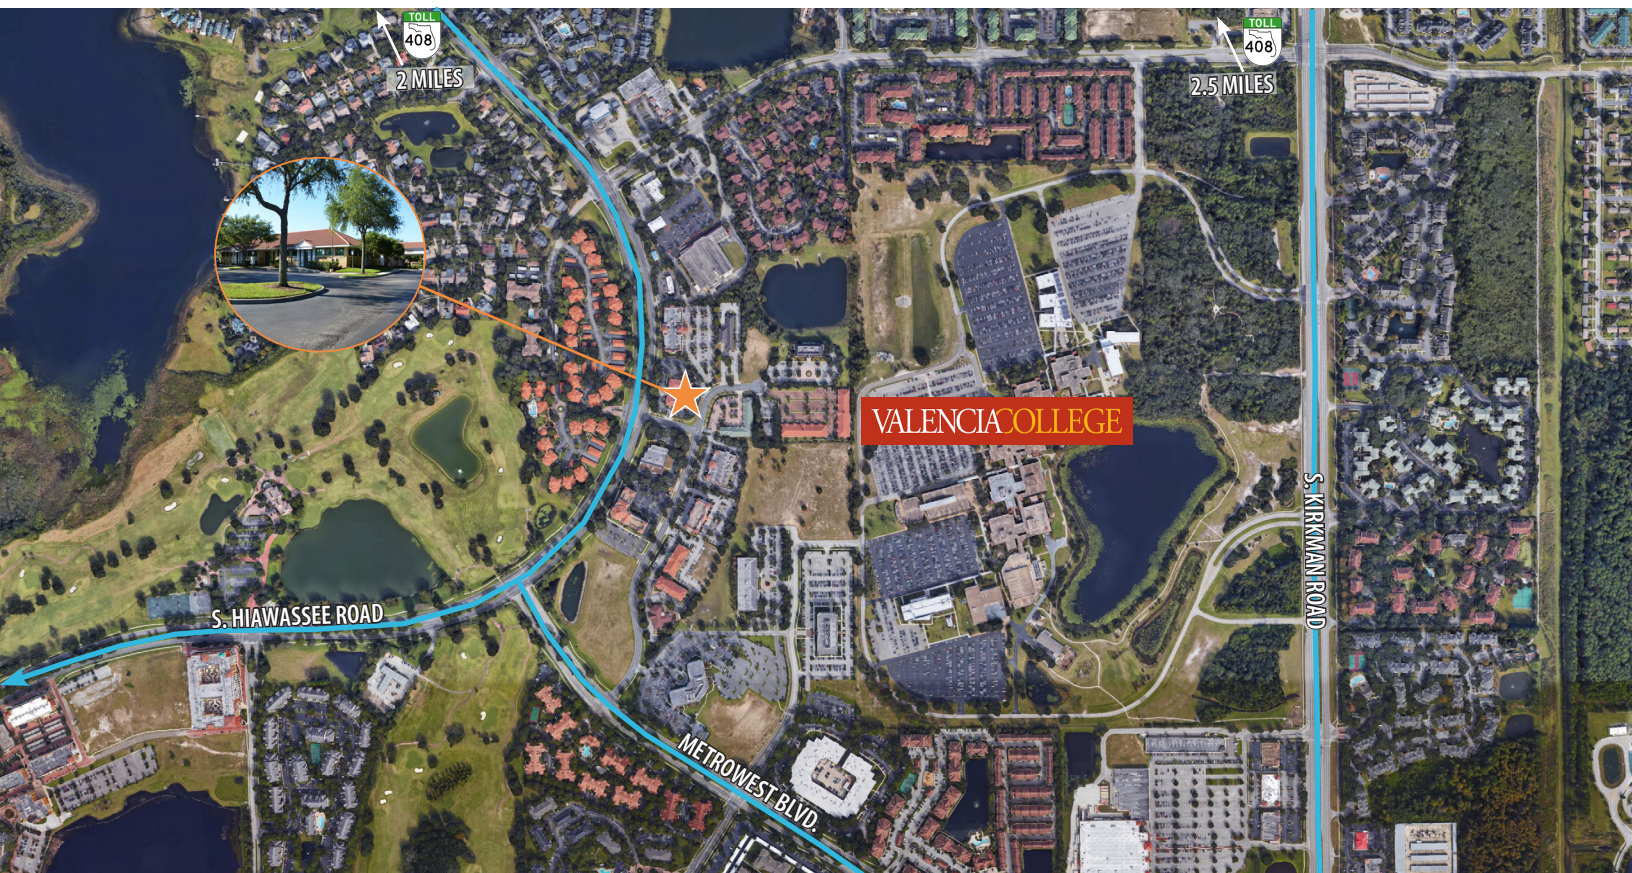 TOLL
408
2 MILES
TOLL
408
2.5 MILES
VALENCIACOLLEGE
S. KIRKMAN ROAD
S. HIAWASSEE ROAD
METROWEST BLVD.